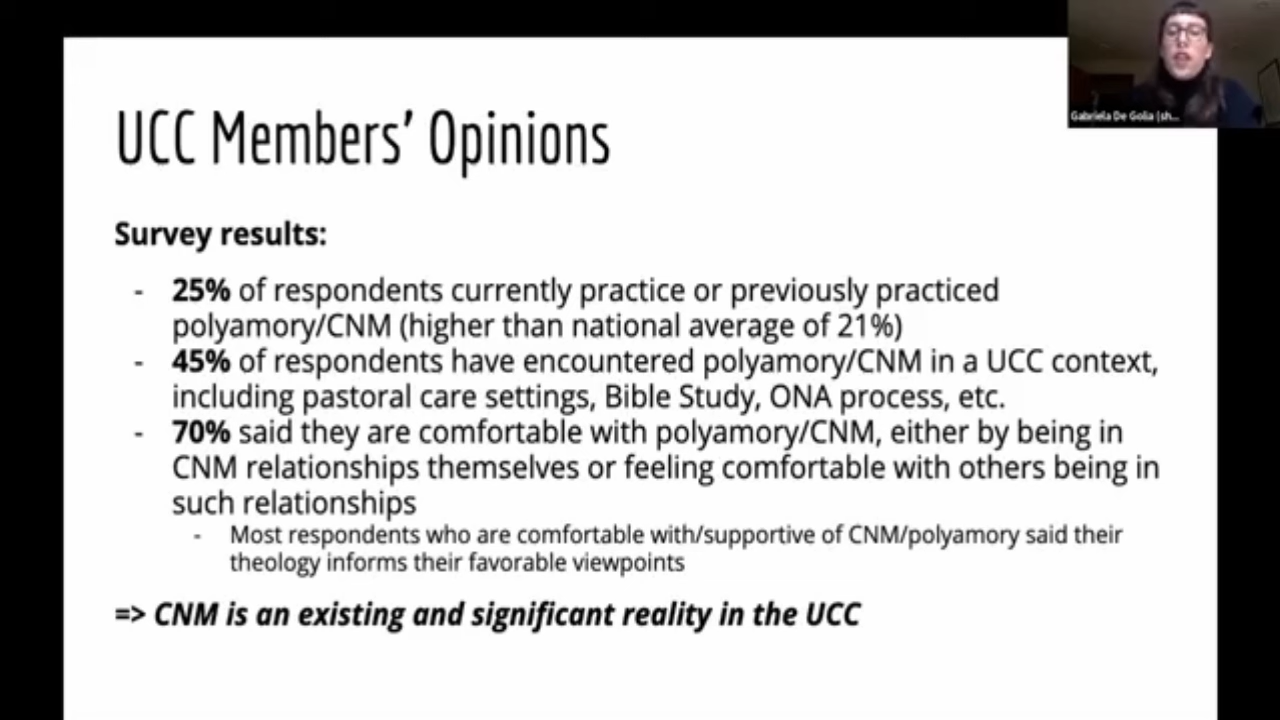 UCC Members’ Opinions
Gabriela De Golia (sh...
Survey results:
- 25% of respondents currently practice or previously practiced
polyamory/CNM (higher than national average of 21%)
- 45% of respondents have encountered polyamory/CNM in a UCC context,
including pastoral care settings, Bible Study, ONA process, etc.
- 70% said they are comfortable with polyamory/CNM, either by being in
CNM relationships themselves or feeling comfortable with others being in
such relationships
- Most respondents who are comfortable with/supportive of CNM/polyamory said their
theology informs their favorable viewpoints
=> CNM is an existing and significant reality in the UCC